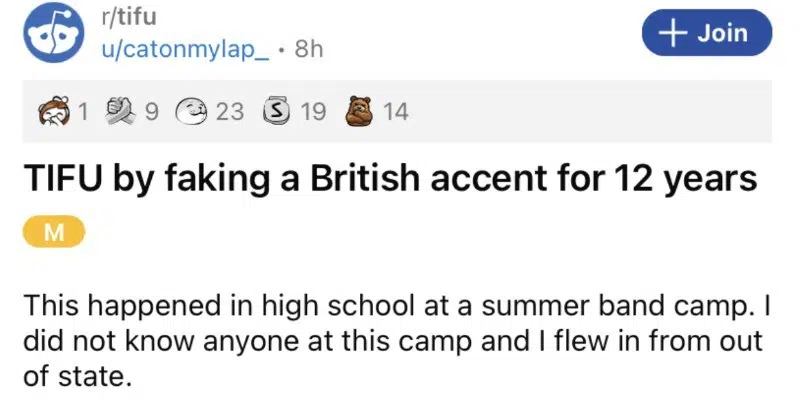 r/tifu
u/catonmylap_ • 8h
+ Join
1 9 23 S 19 14
TIFU by faking a British accent for 12 years
M
This happened in high school at a summer band camp. I
did not know anyone at this camp and I flew in from out
of state.